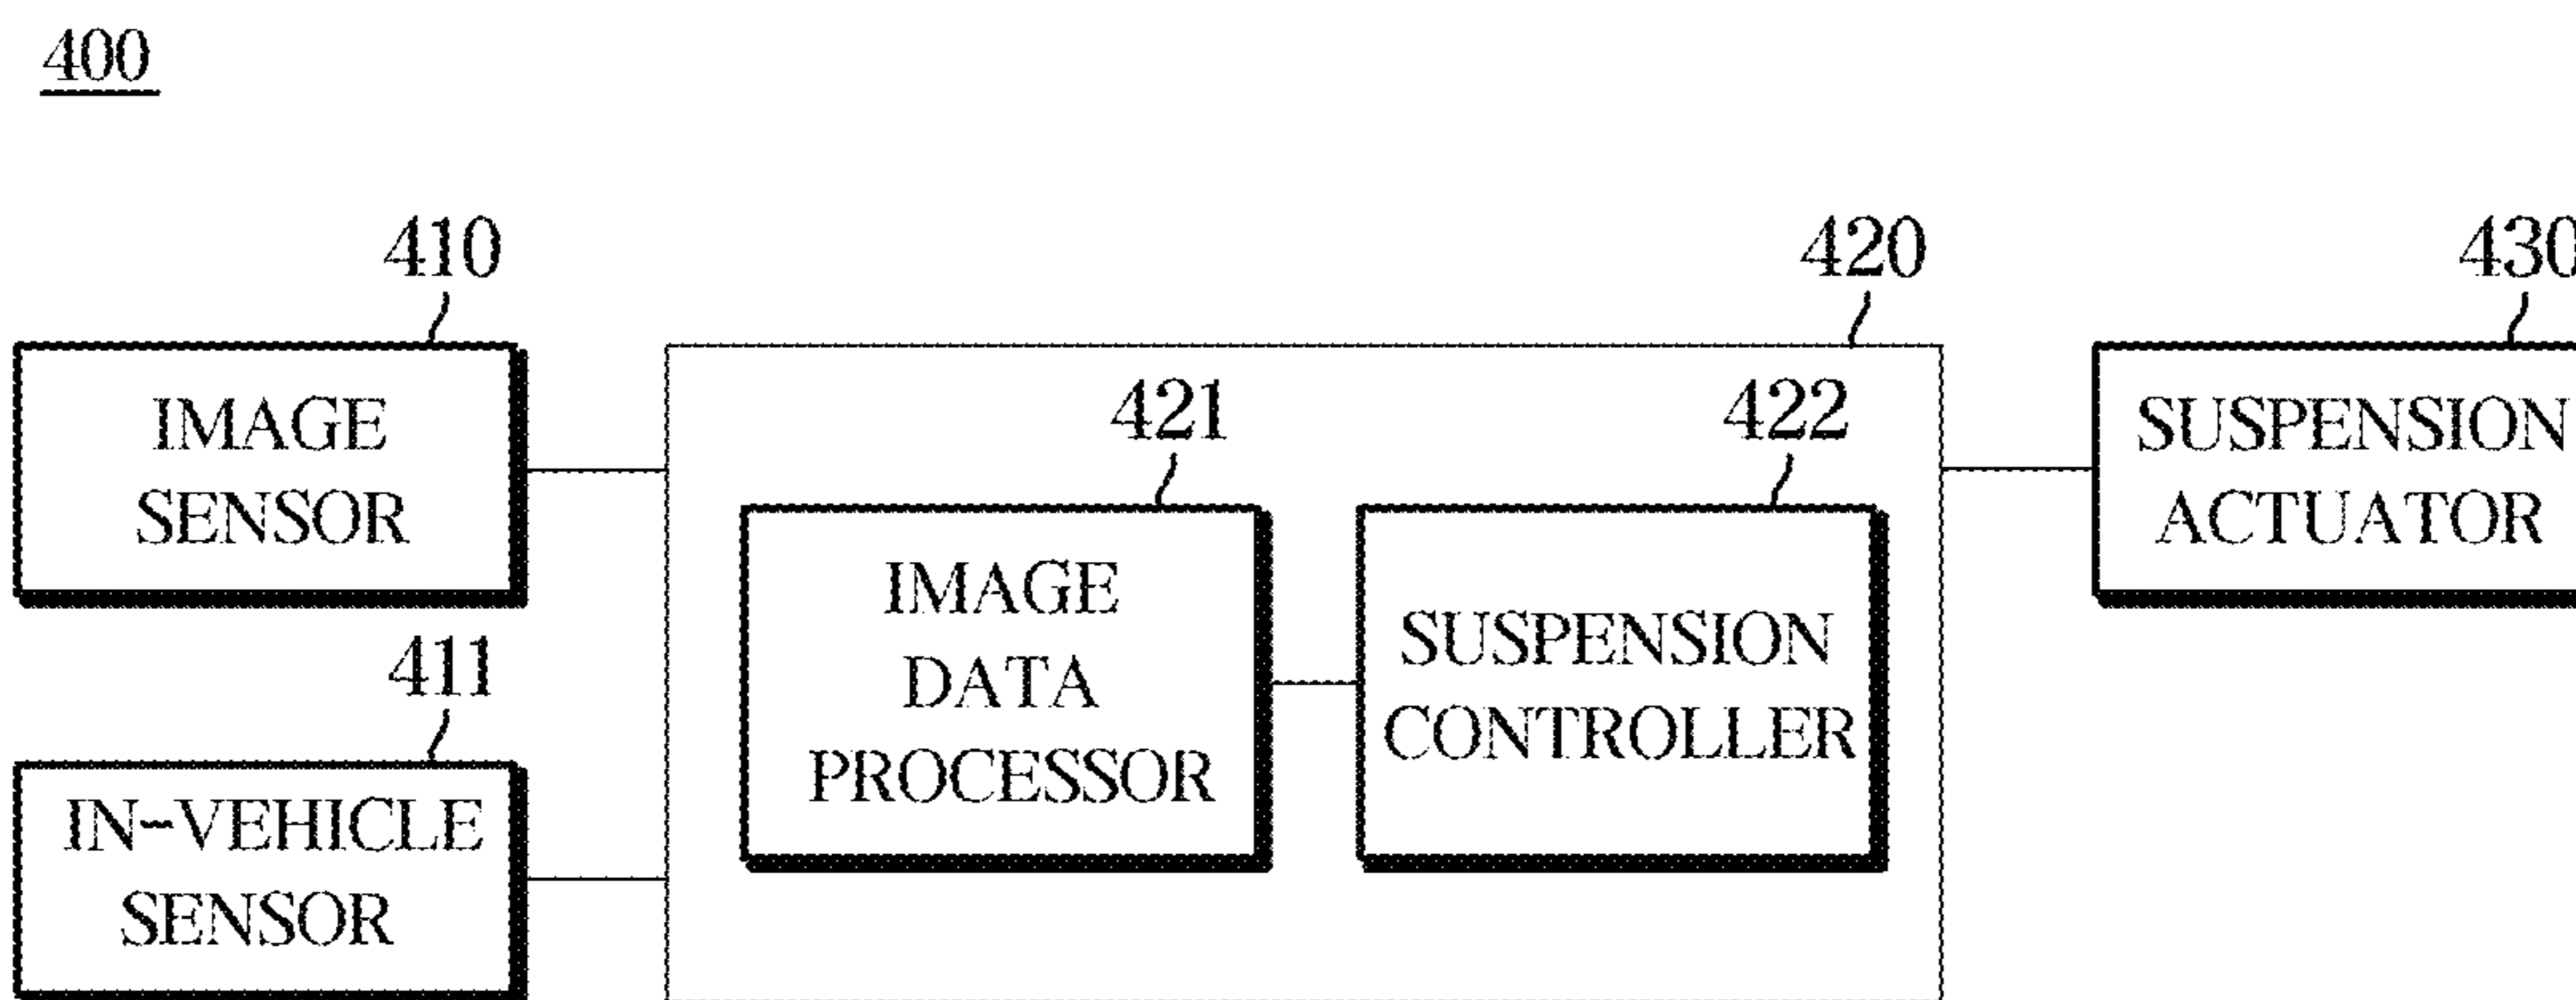 400
410
420
430
IMAGE
SENSOR
421
422
SUSPENSION
ACTUATOR
IMAGE
DATA
PROCESSOR
SUSPENSION
CONTROLLER
411
IN-VEHICLE
SENSOR